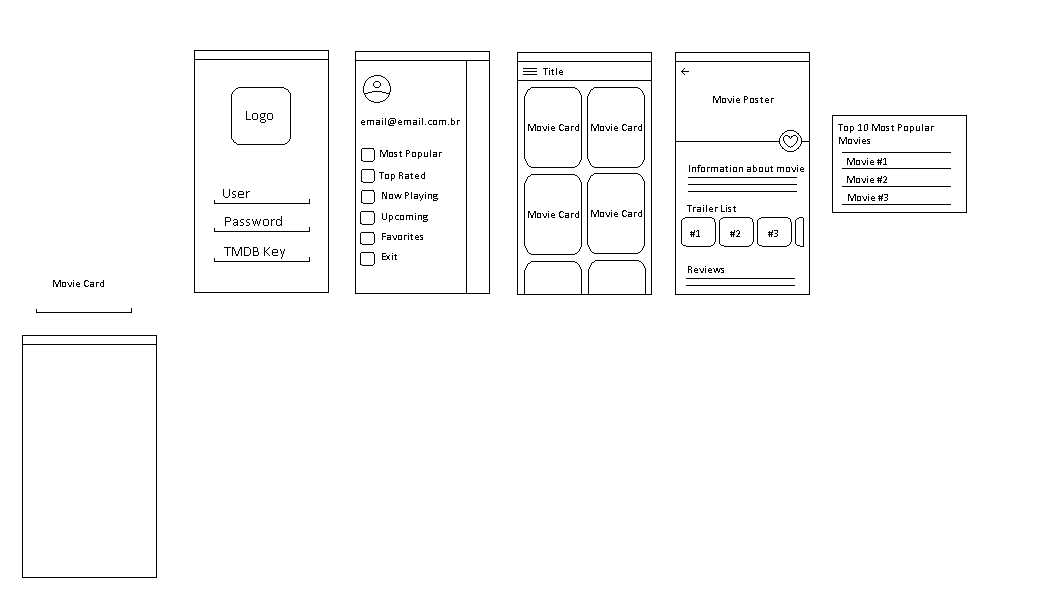 Logo
User
Password
TMDB Key
email@email.com.br
Most Popular
Top Rated
Now Playing
Upcoming
Favorites
Exit
Title
Movie Card
Movie Card
Movie Card
Movie Card
Movie Poster
Information about movie
Trailer List
#1
#2
#3
Reviews
Top 10 Most Popular
Movies
Movie #1
Movie #2
Movie #3
Movie Card